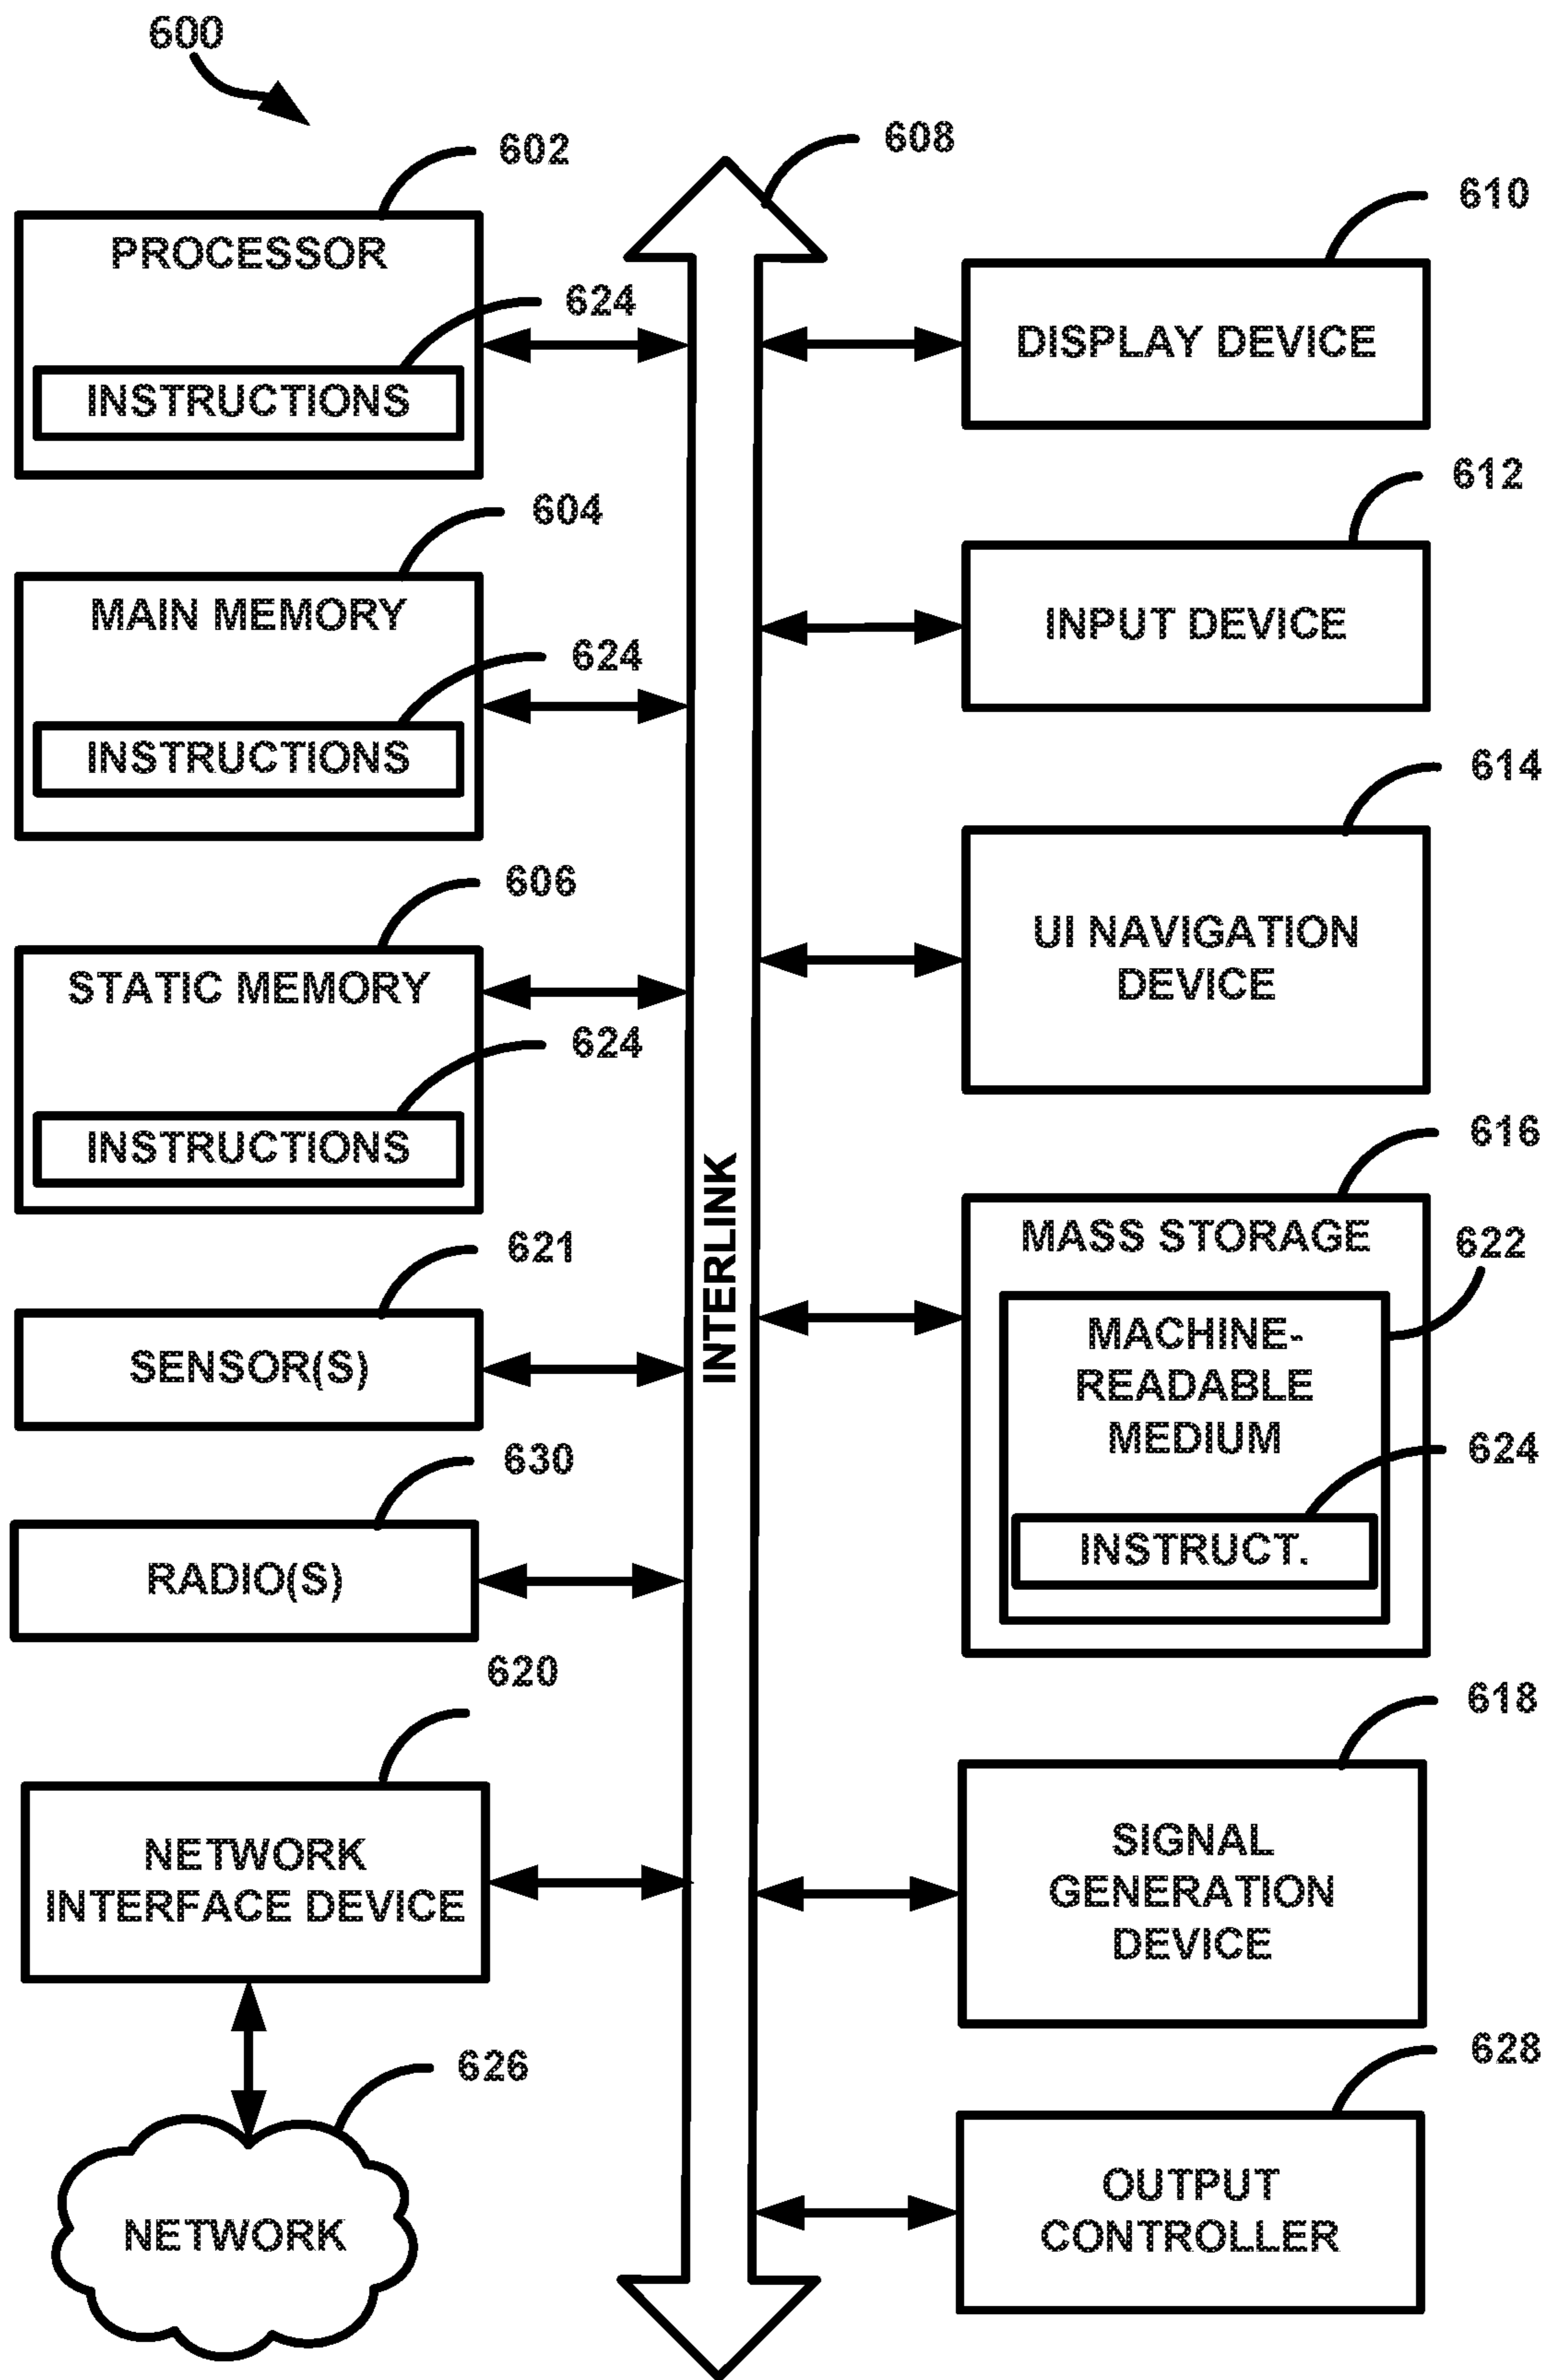 600
602
PROCESSOR
624
INSTRUCTIONS
604
MAIN MEMORY
624
INSTRUCTIONS
606
STATIC MEMORY
624
INSTRUCTIONS
621
SENSOR(S)
630
RADIO(S)
620
NETWORK
INTERFACE DEVICE
626
NETWORK
608
INTERLINK
610
DISPLAY DEVICE
612
INPUT DEVICE
614
UI NAVIGATION
DEVICE
616
MASS STORAGE
622
MACHINE-
READABLE
MEDIUM
624
INSTRUCT.
618
SIGNAL
GENERATION
DEVICE
628
OUTPUT
CONTROLLER